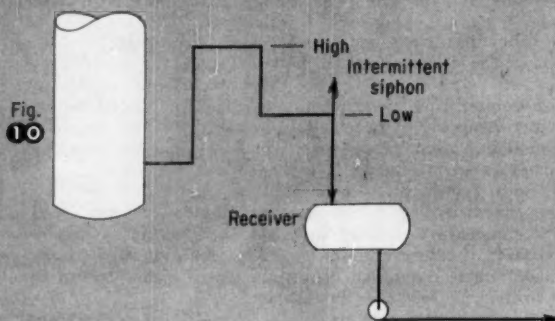 High
Intermittent
siphon
Low
Fig.
10
Receiver